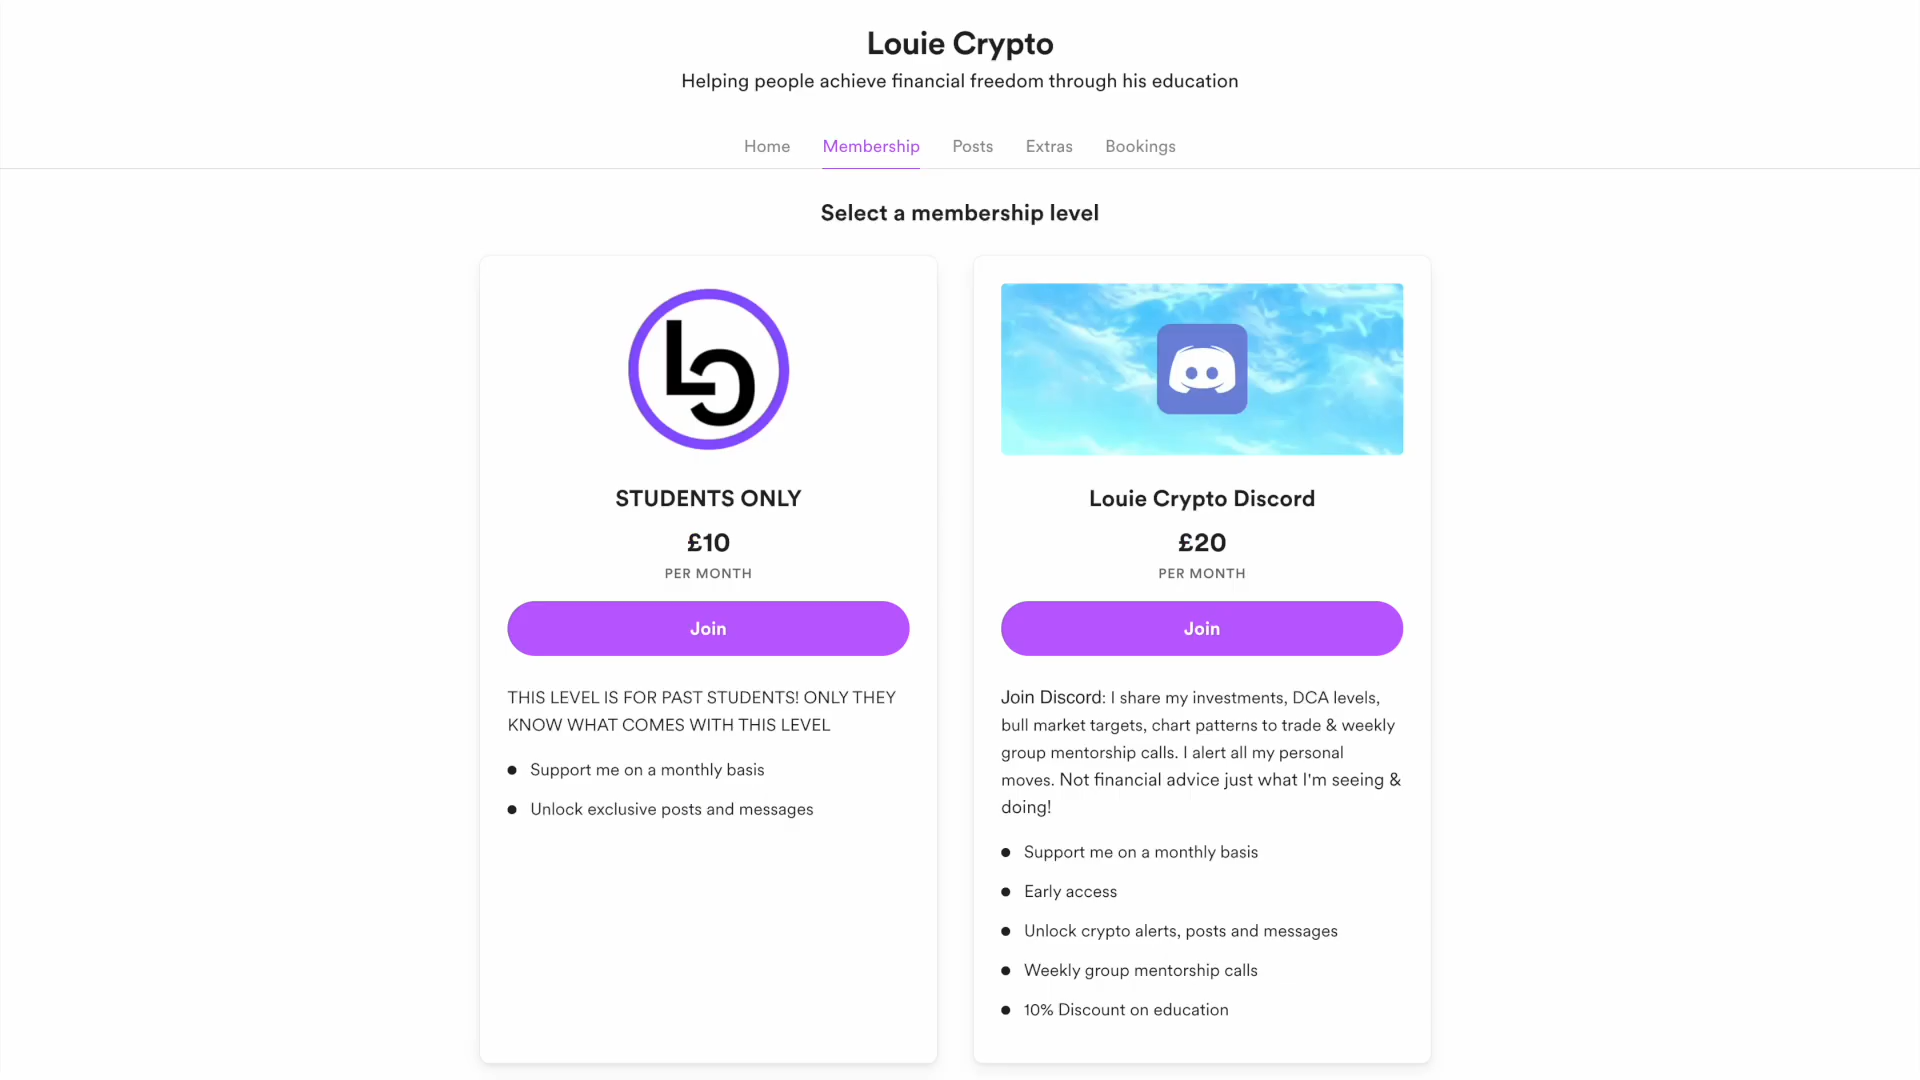 Louie Crypto
Helping people achieve financial freedom through his education
Home Membership Posts Extras Bookings
Select a membership level
LC
STUDENTS ONLY
£10
PER MONTH
Join
THIS LEVEL IS FOR PAST STUDENTS! ONLY THEY
KNOW WHAT COMES WITH THIS LEVEL
Support me on a monthly basis
Unlock exclusive posts and messages
Louie Crypto Discord
£20
PER MONTH
Join
Join Discord: I share my investments, DCA levels,
bull market targets, chart patterns to trade & weekly
group mentorship calls. I alert all my personal
moves. Not financial advice just what I'm seeing &
doing!
Support me on a monthly basis
Early access
Unlock crypto alerts, posts and messages
Weekly group mentorship calls
10% Discount on education